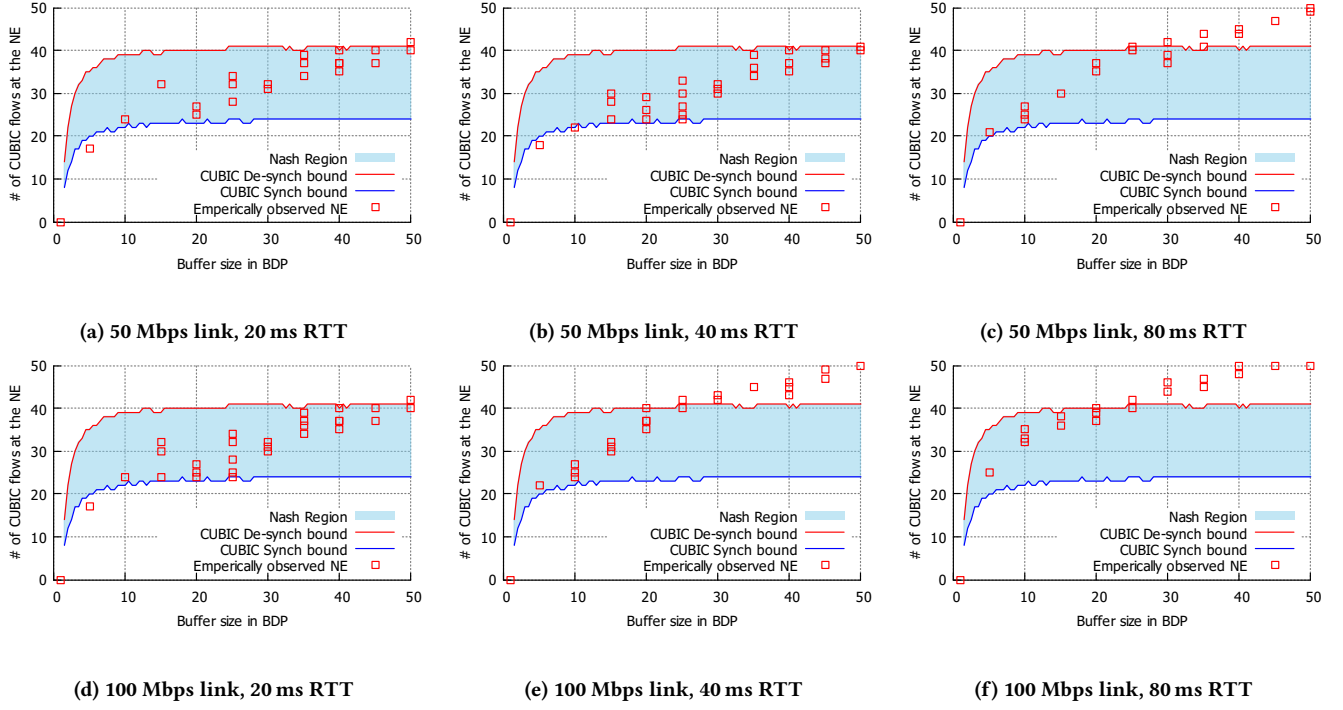 # of CUBIC flows at the NE
50
40
30
20
10
0
Nash Region
CUBIC De-synch bound
CUBIC Synch bound
Emperically observed NE
0 10 20 30 40 50
Buffer size in BDP
(a) 50 Mbps link, 20 ms RTT
# of CUBIC flows at the NE
50
40
30
20
10
0
Nash Region
CUBIC De-synch bound
CUBIC Synch bound
Emperically observed NE
0 10 20 30 40 50
Buffer size in BDP
(b) 50 Mbps link, 40 ms RTT
# of CUBIC flows at the NE
50
40
30
20
10
0
Nash Region
CUBIC De-synch bound
CUBIC Synch bound
Emperically observed NE
0 10 20 30 40 50
Buffer size in BDP
(c) 50 Mbps link, 80 ms RTT
# of CUBIC flows at the NE
50
40
30
20
10
0
Nash Region
CUBIC De-synch bound
CUBIC Synch bound
Emperically observed NE
0 10 20 30 40 50
Buffer size in BDP
(d) 100 Mbps link, 20 ms RTT
# of CUBIC flows at the NE
50
40
30
20
10
0
Nash Region
CUBIC De-synch bound
CUBIC Synch bound
Emperically observed NE
0 10 20 30 40 50
Buffer size in BDP
(e) 100 Mbps link, 40 ms RTT
# of CUBIC flows at the NE
50
40
30
20
10
0
Nash Region
CUBIC De-synch bound
CUBIC Synch bound
Emperically observed NE
0 10 20 30 40 50
Buffer size in BDP
(f) 100 Mbps link, 80 ms RTT